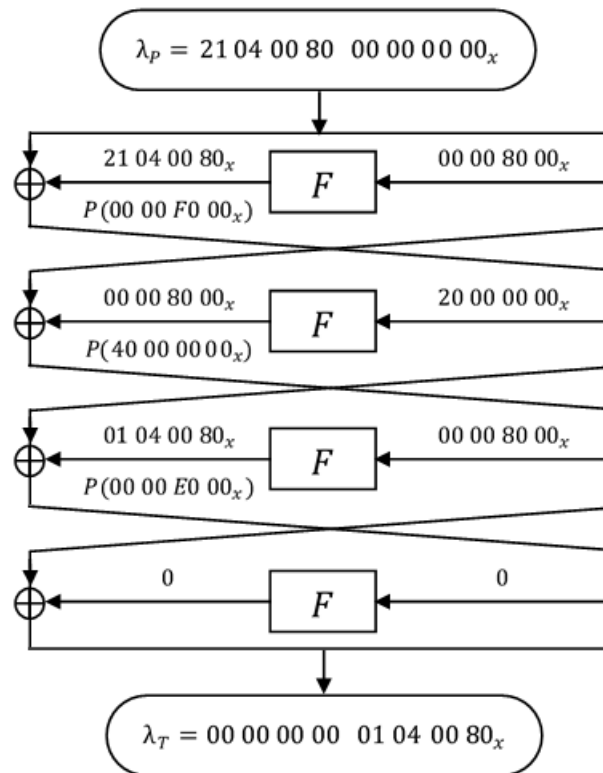 λ_P = 21 04 00 80 00 00 00 00_x
21 04 00 80_x F 00 00 80 00_x
P(00 00 F0 00_x)
00 00 80 00_x F 20 00 00 00_x
P(40 00 00 00_x)
01 04 00 80_x F 00 00 80 00_x
P(00 00 E0 00_x)
0 F 0
λ_T = 00 00 00 00 01 04 00 80_x